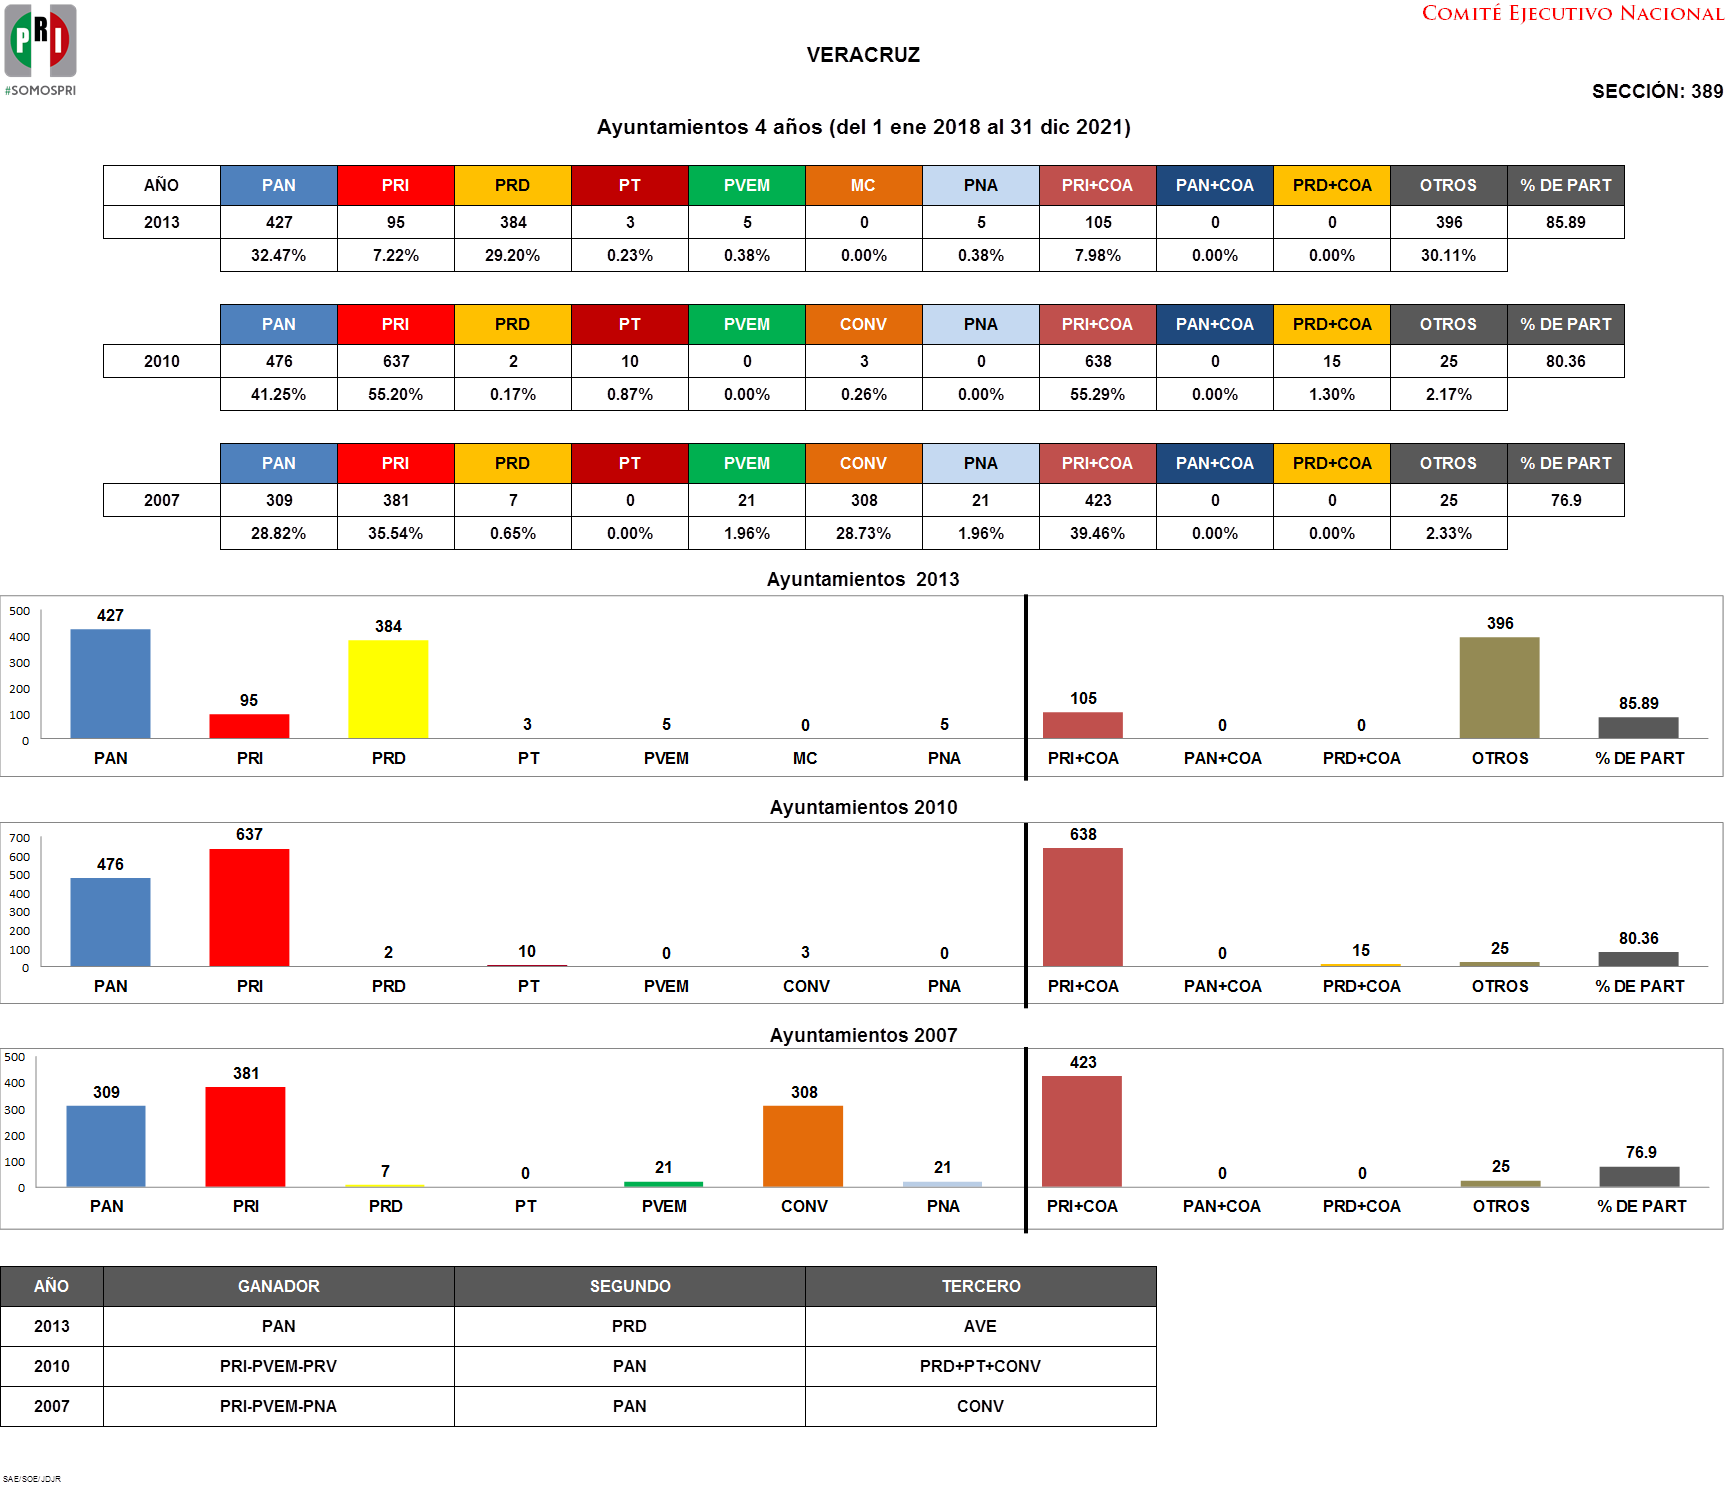 PRI
#SOMOSPRI
COMITÉ EJECUTIVO NACIONAL
VERACRUZ
SECCIÓN: 389
Ayuntamientos 4 años (del 1 ene 2018 al 31 dic 2021)
AÑO PAN PRI PRD PT PVEM MC PNA PRI+COA PAN+COA PRD+COA OTROS % DE PART
2013 427 95 384 3 5 0 5 105 0 0 396 85.89
32.47% 7.22% 29.20% 0.23% 0.38% 0.00% 0.38% 7.98% 0.00% 0.00% 30.11%
PAN PRI PRD PT PVEM CONV PNA PRI+COA PAN+COA PRD+COA OTROS % DE PART
2010 476 637 2 10 0 3 0 638 0 15 25 80.36
41.25% 55.20% 0.17% 0.87% 0.00% 0.26% 0.00% 55.29% 0.00% 1.30% 2.17%
PAN PRI PRD PT PVEM CONV PNA PRI+COA PAN+COA PRD+COA OTROS % DE PART
2007 309 381 7 0 21 308 21 423 0 0 25 76.9
28.82% 35.54% 0.65% 0.00% 1.96% 28.73% 1.96% 39.46% 0.00% 0.00% 2.33%
Ayuntamientos 2013
500
400
300
200
100
0
427 95 384 3 5 0 5 105 0 0 396 85.89
PAN PRI PRD PT PVEM MC PNA PRI+COA PAN+COA PRD+COA OTROS % DE PART
Ayuntamientos 2010
700
600
500
400
300
200
100
0
476 637 2 10 0 3 0 638 0 15 25 80.36
PAN PRI PRD PT PVEM CONV PNA PRI+COA PAN+COA PRD+COA OTROS % DE PART
Ayuntamientos 2007
500
400
300
200
100
0
309 381 7 0 21 308 21 423 0 0 25 76.9
PAN PRI PRD PT PVEM CONV PNA PRI+COA PAN+COA PRD+COA OTROS % DE PART
AÑO GANADOR SEGUNDO TERCERO
2013 PAN PRD AVE
2010 PRI-PVEM-PRV PAN PRD+PT+CONV
2007 PRI-PVEM-PNA PAN CONV
SAE/SOE/JDJR